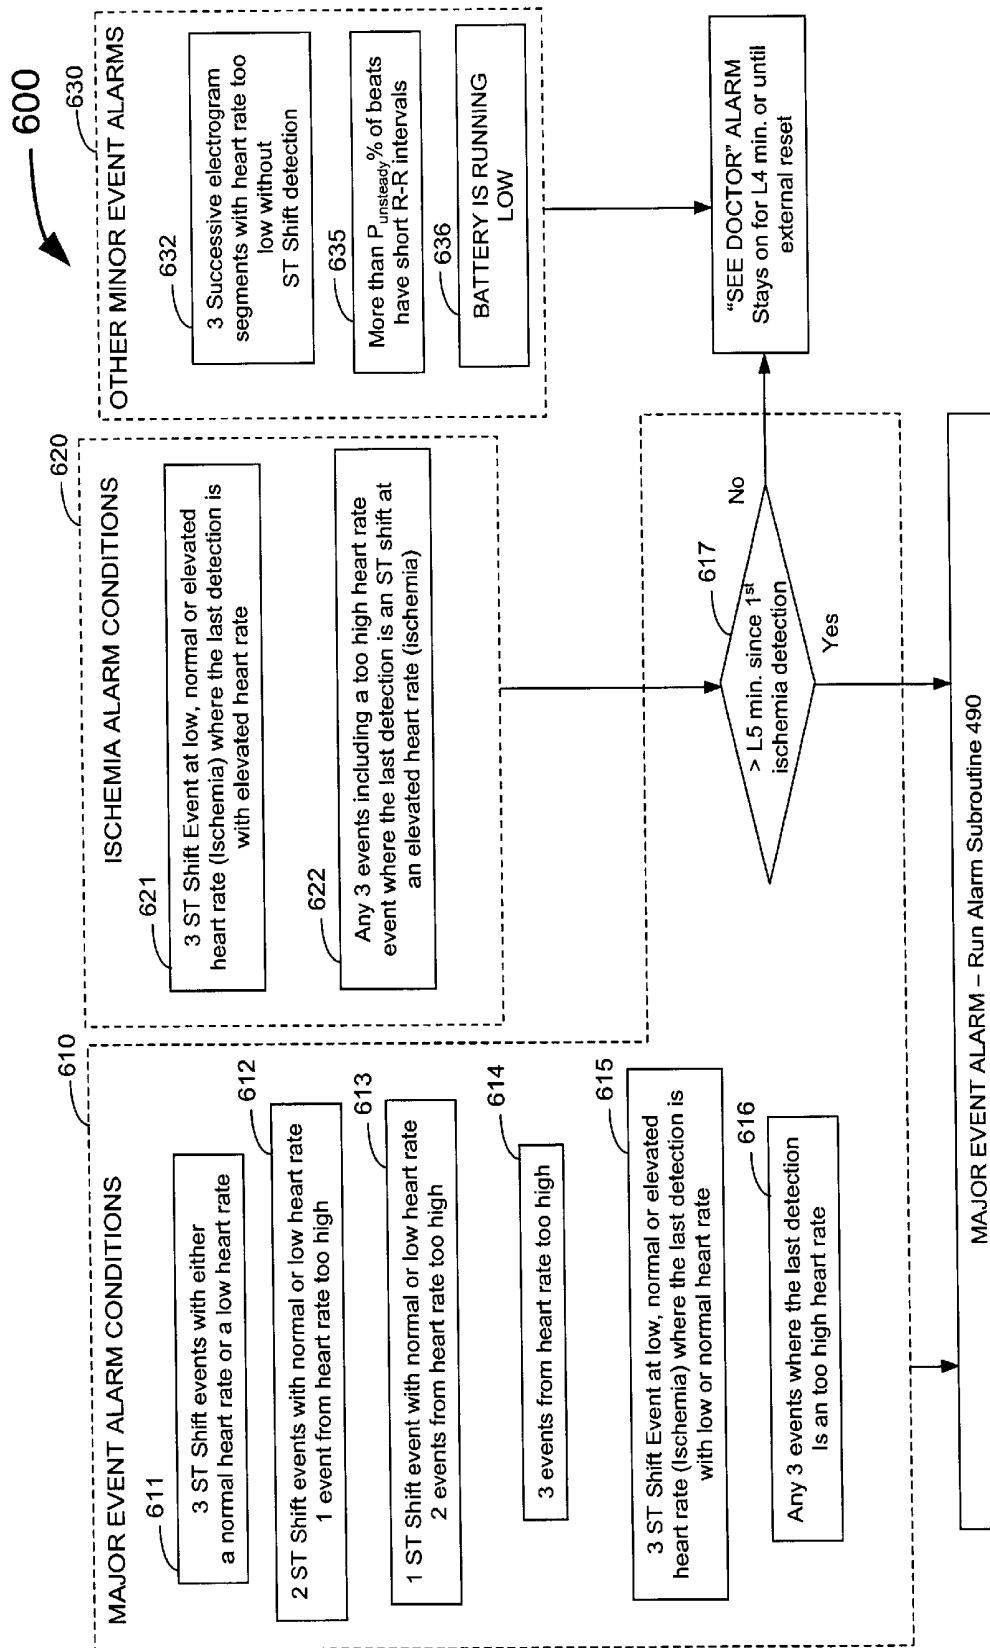 600
610
MAJOR EVENT ALARM CONDITIONS
611
3 ST Shift events with either
a normal heart rate or a low heart rate
612
2 ST Shift events with normal or low heart rate
1 event from heart rate too high
613
1 ST Shift event with normal or low heart rate
2 events from heart rate too high
614
3 events from heart rate too high
615
3 ST Shift Event at low, normal or elevated
heart rate (Ischemia) where the last detection is
with low or normal heart rate
616
Any 3 events where the last detection
Is an too high heart rate
620
ISCHEMIA ALARM CONDITIONS
621
3 ST Shift Event at low, normal or elevated
heart rate (Ischemia) where the last detection is
with elevated heart rate
622
Any 3 events including a too high heart rate
event where the last detection is an ST shift at
an elevated heart rate (ischemia)
617
> L5 min. since 1st
ischemia detection
No
Yes
630
OTHER MINOR EVENT ALARMS
632
3 Successive electrogram
segments with heart rate too
low without
ST Shift detection
635
More than Punsteady% of beats
have short R-R intervals
636
BATTERY IS RUNNING
LOW
“SEE DOCTOR” ALARM
Stays on for L4 min. or until
external reset
MAJOR EVENT ALARM – Run Alarm Subroutine 490